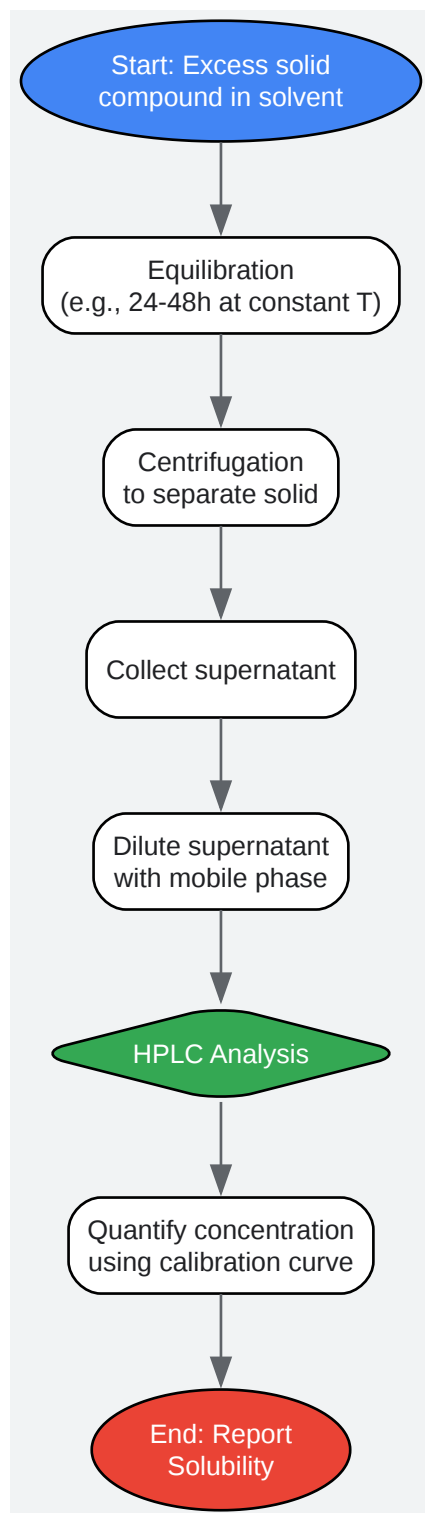 Start: Excess solid
compound in solvent
Equilibration
(e.g., 24-48h at constant T)
Centrifugation
to separate solid
Collect supernatant
Dilute supernatant
with mobile phase
HPLC Analysis
Quantify concentration
using calibration curve
End: Report
Solubility